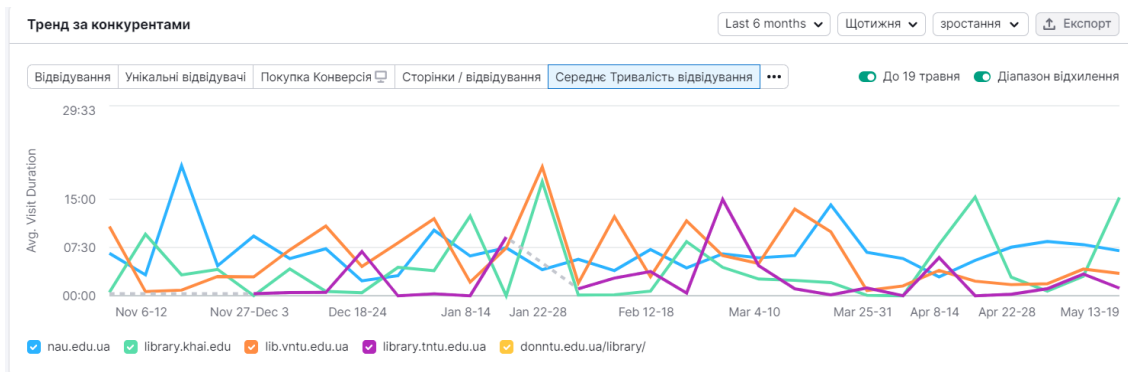 Тренд за конкурентами
Last 6 months Щотижня зростання Експорт
Відвідування Унікальні відвідувачі Покупка Конверсія Сторінки / відвідування Середнє Тривалість відвідування ••• До 19 травня Діапазон відхилення
29:33
15:00
07:30
00:00
Avg. Visit Duration
Nov 6-12 Nov 27-Dec 3 Dec 18-24 Jan 8-14 Jan 22-28 Feb 12-18 Mar 4-10 Mar 25-31 Apr 8-14 Apr 22-28 May 13-19
nau.edu.ua library.khai.edu lib.vntu.edu.ua library.tntu.edu.ua donntu.edu.ua/library/